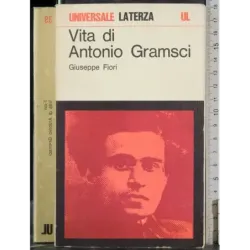 UNIVERSALE LATERZA UL
Vita di
Antonio Gramsci
Giuseppe Fiori